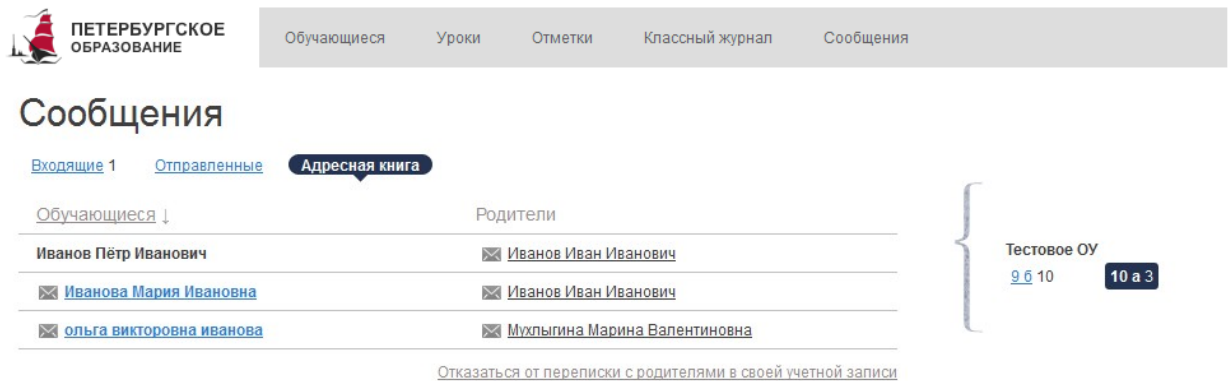 ПЕТЕРБУРГСКОЕ
ОБРАЗОВАНИЕ
Обучающиеся Уроки Отметки Классный журнал Сообщения
Сообщения
Входящие 1 Отправленные Адресная книга
Обучающиеся ↓ Родители
Иванов Пётр Иванович Иванов Иван Иванович
Иванова Мария Ивановна Иванов Иван Иванович
ольга викторовна иванова Мухлыгина Марина Валентиновна
Отказаться от переписки с родителями в своей учетной записи
Тестовое ОУ
9 б 10 10 а 3